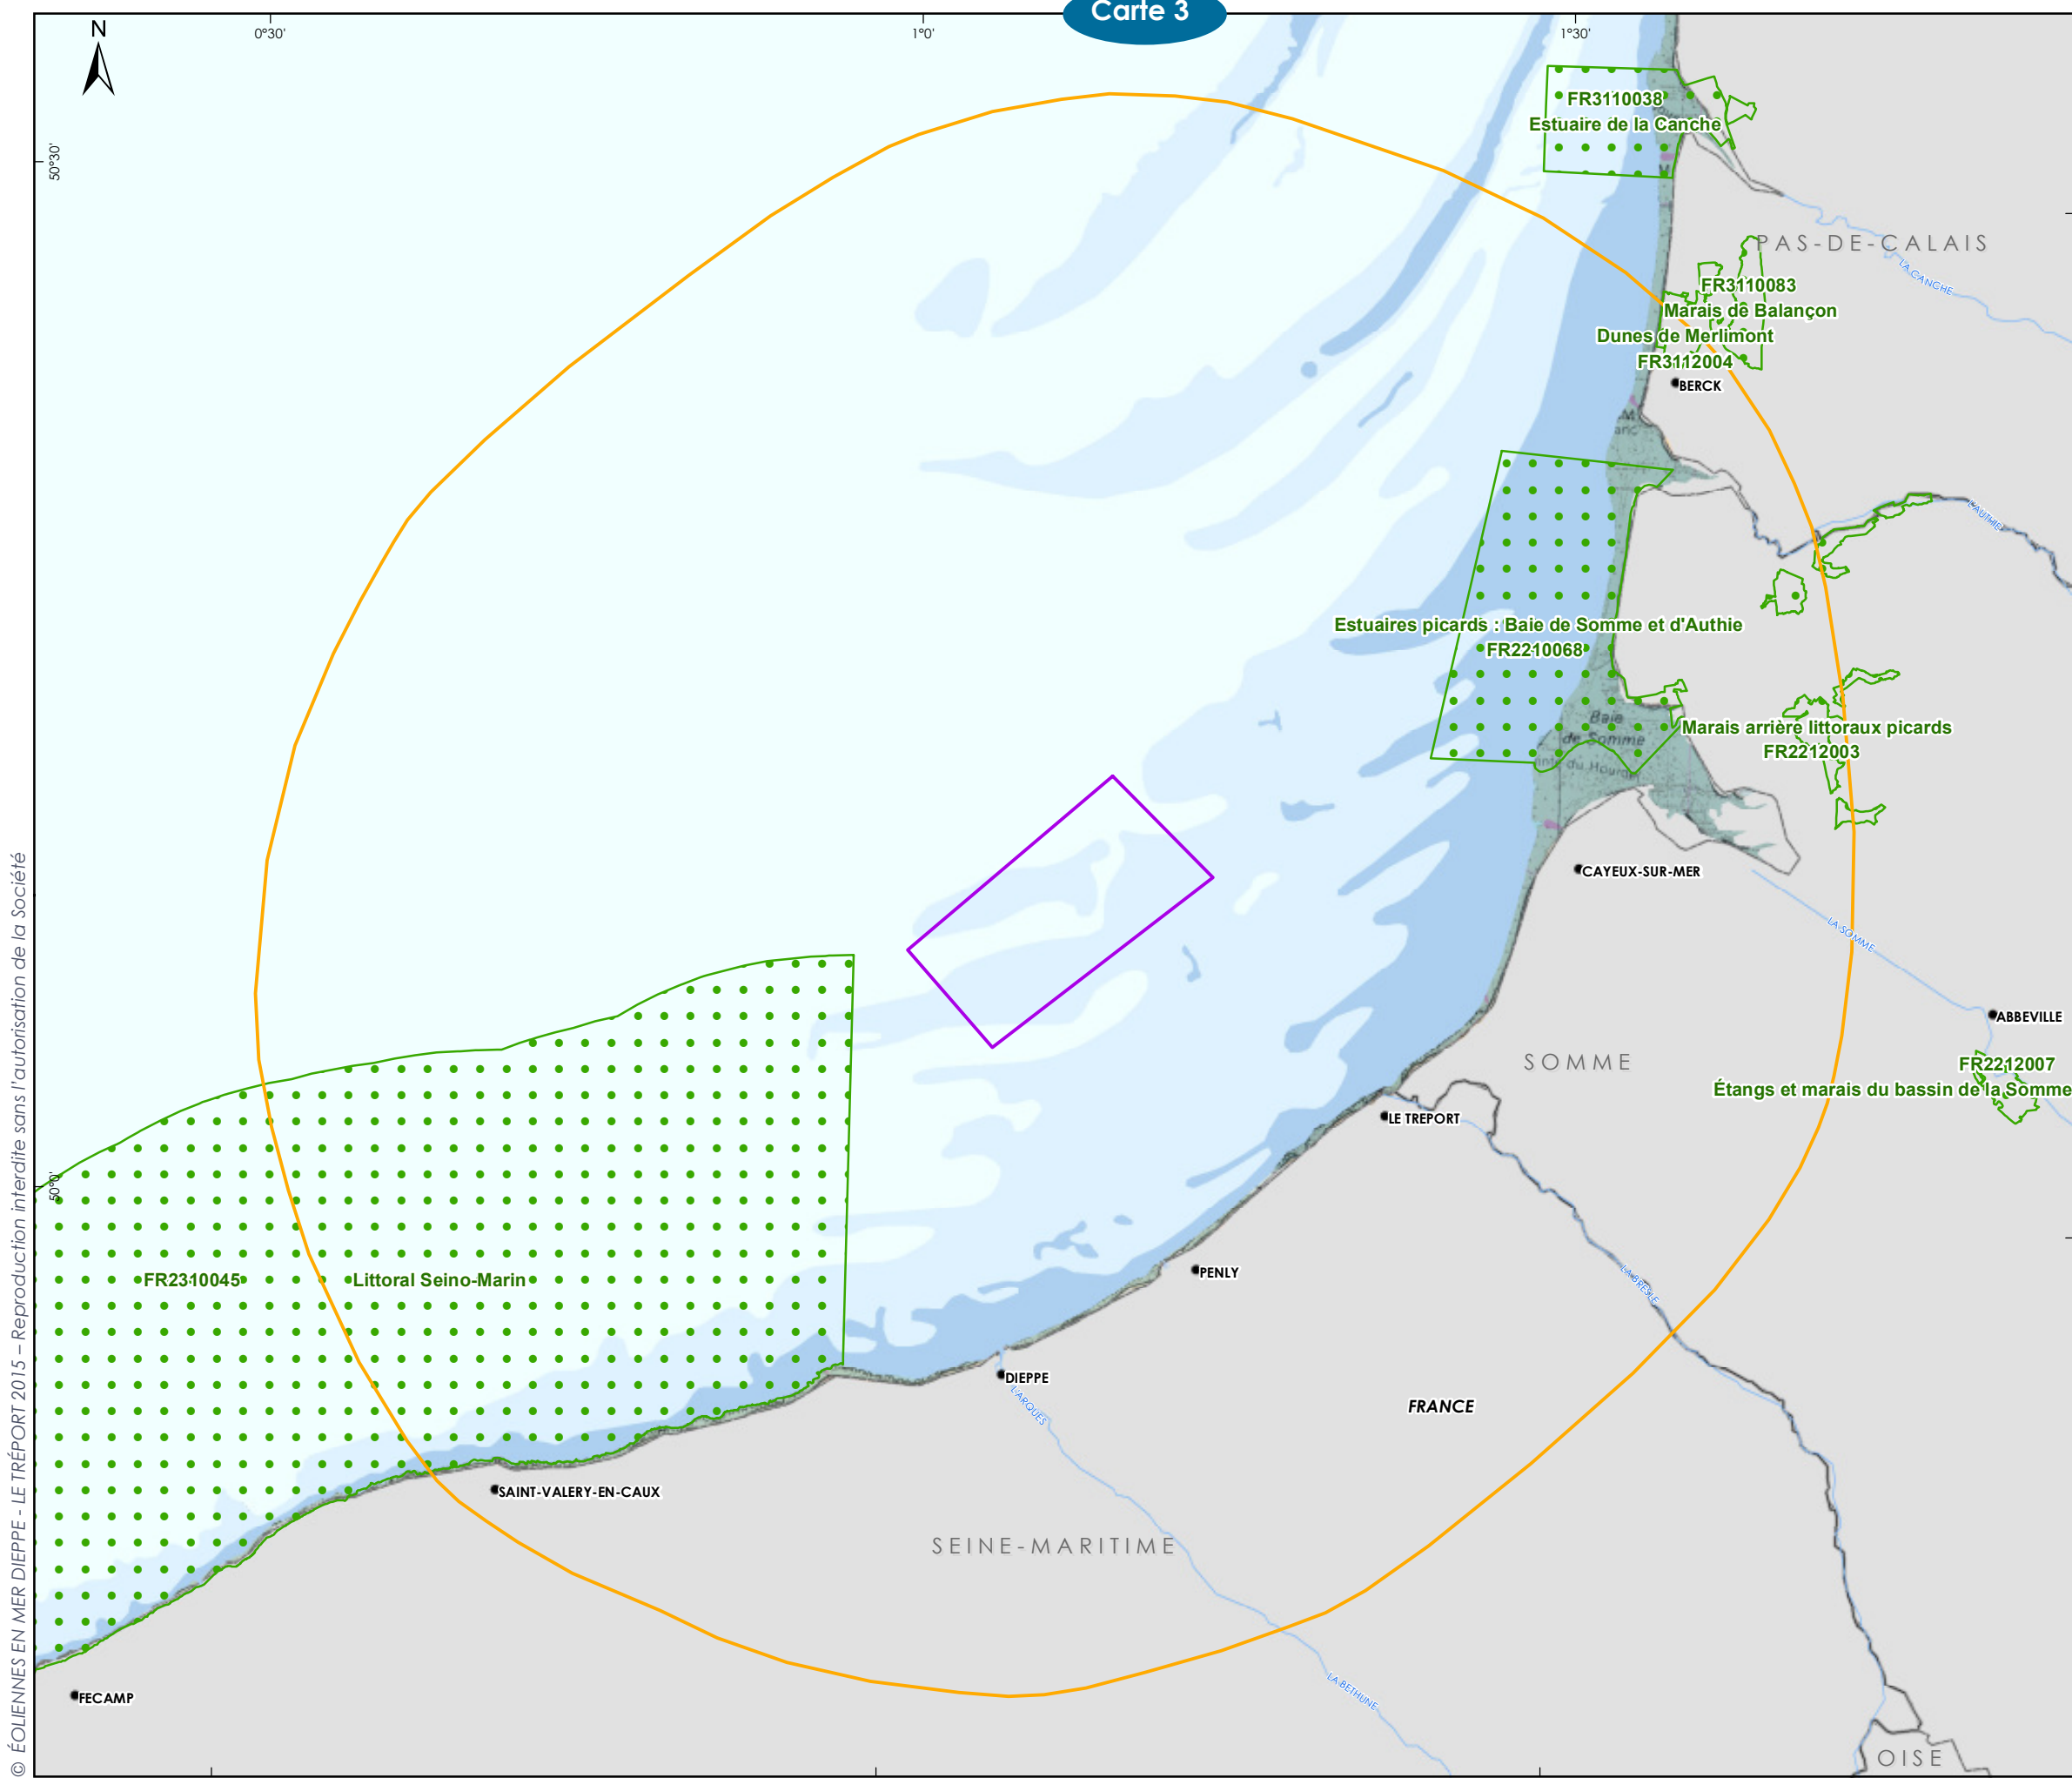 Carte 3
N
0°30'
1°0'
1°30'
50°30'
FR3110038
Estuaire de la Canche
PAS-DE-CALAIS
LA CANCHE
FR3110083
Marais de Balançon
Dunes de Merlimont
FR3112004
BERCK
L'AUTHIE
Estuaires picards : Baie de Somme et d'Authie
FR2210068
Baie
de Somme
du Hourdel
Marais arrière littoraux picards
FR2212003
CAYEUX-SUR-MER
LA SOMME
ABBEVILLE
SOMME
FR2212007
Étangs et marais du bassin de la Somme
LE TREPORT
50°0'
PENLY
LA BRESLE
FR2310045
Littoral Seino-Marin
DIEPPE
L'ARQUES
FRANCE
SAINT-VALERY-EN-CAUX
SEINE-MARITIME
LA BETHUNE
FECAMP
OISE
© ÉOLIENNES EN MER DIEPPE - LE TRÉPORT 2015 – Reproduction interdite sans l'autorisation de la Société